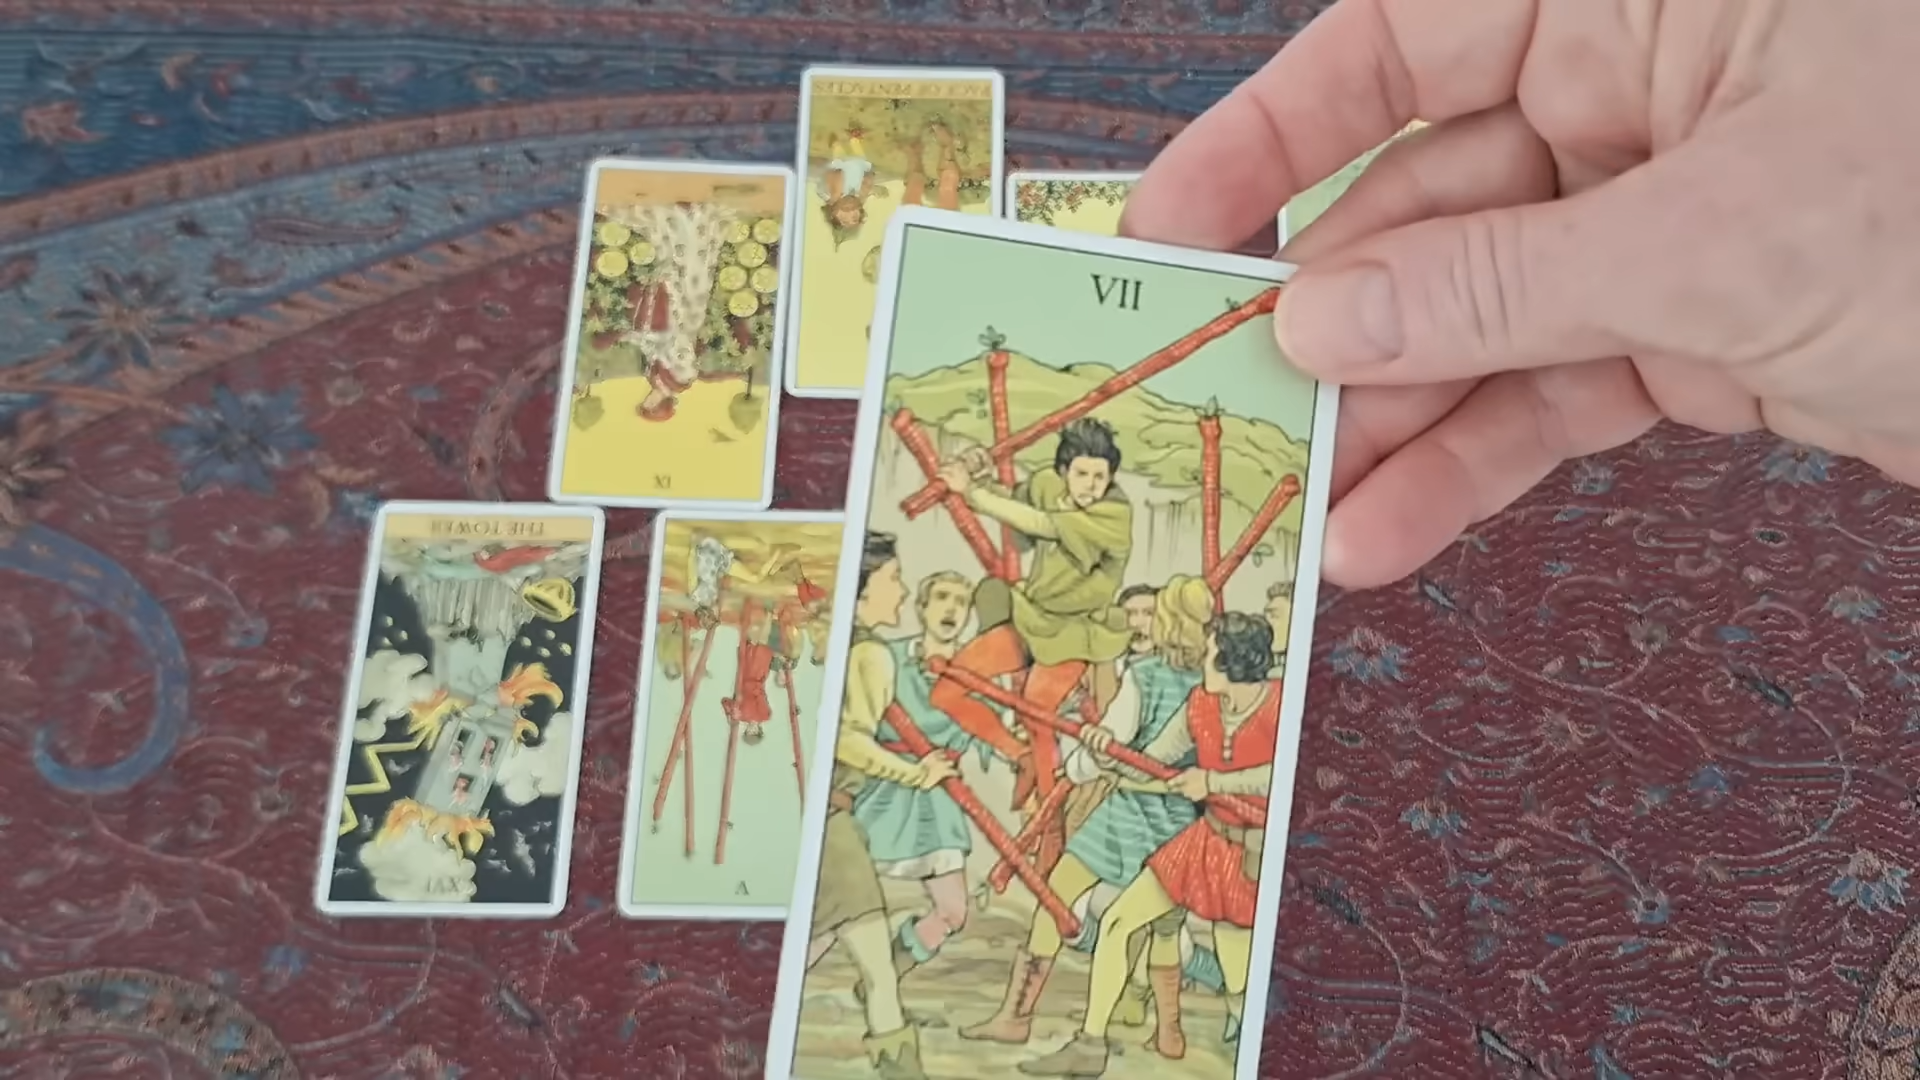 PAGE OF PENTACLES
VII
IX
THE TOWER
XVI
V